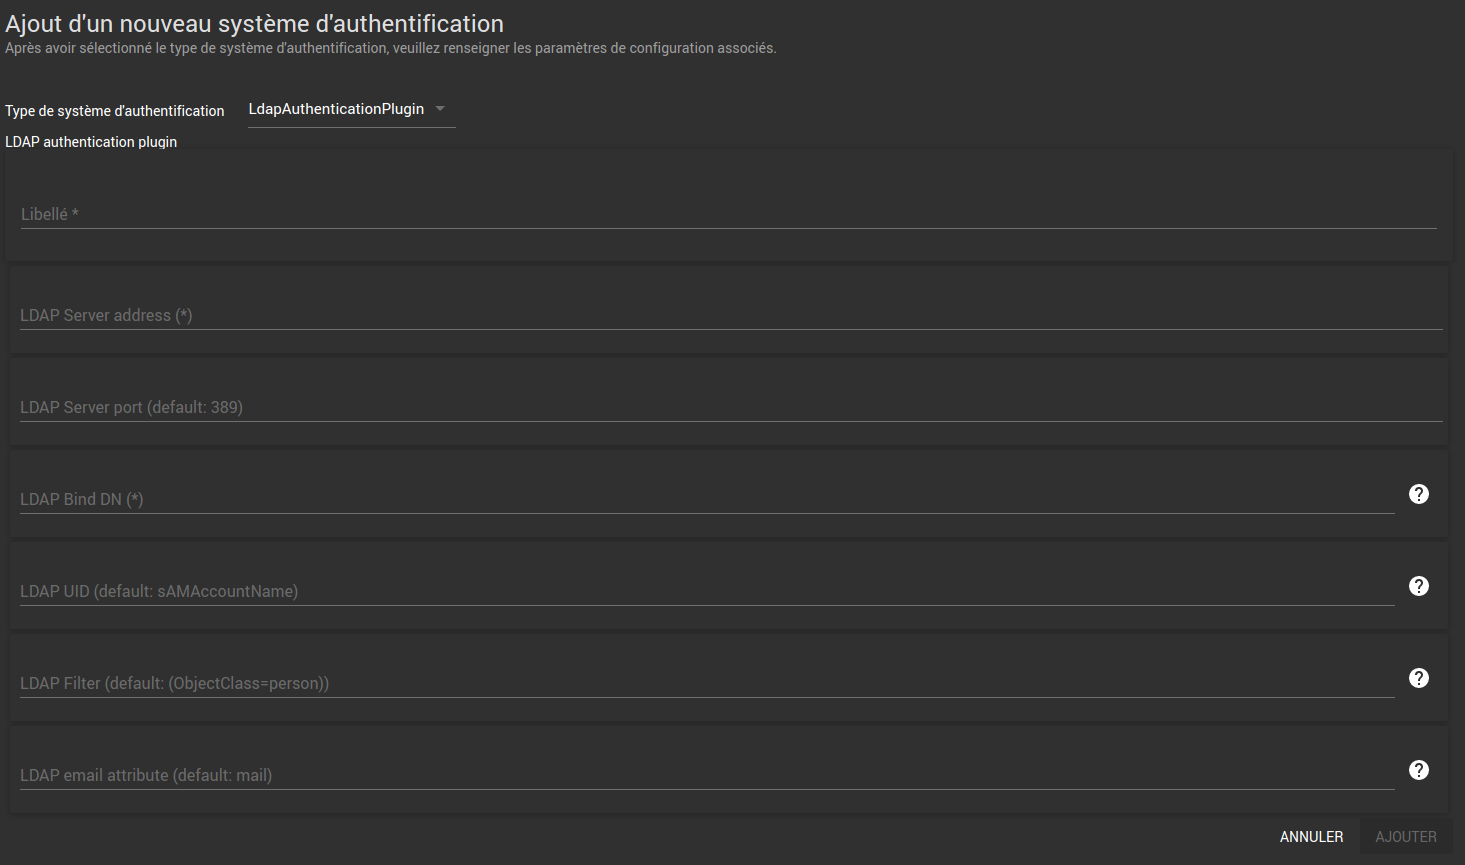 Ajout d'un nouveau système d'authentification
Après avoir sélectionné le type de système d'authentification, veuillez renseigner les paramètres de configuration associés.
Type de système d'authentification LdapAuthenticationPlugin
LDAP authentication plugin
Libellé *
LDAP Server address (*)
LDAP Server port (default: 389)
LDAP Bind DN (*)
?
LDAP UID (default: sAMAccountName)
?
LDAP Filter (default: (ObjectClass=person))
?
LDAP email attribute (default: mail)
?
ANNULER AJOUTER